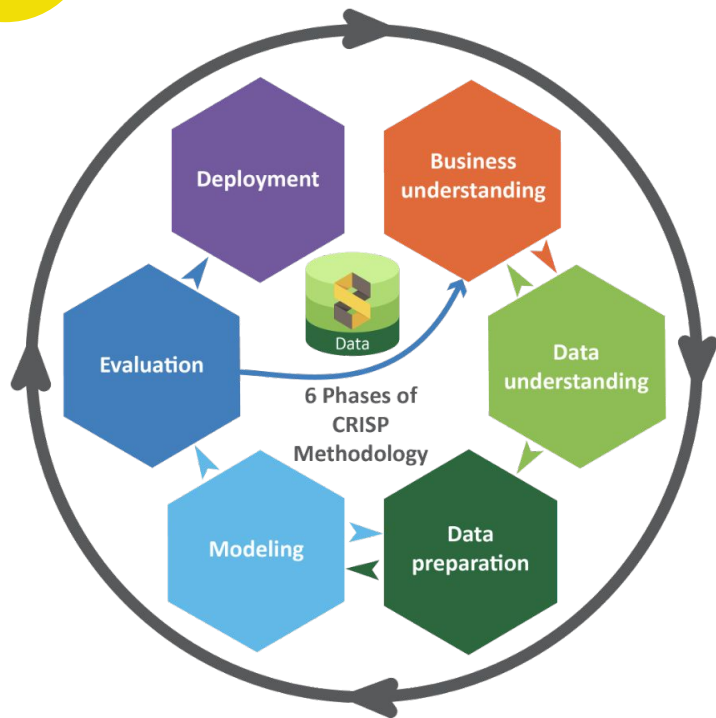 Deployment
Business
understanding
Data
Evaluation
Data
understanding
6 Phases of
CRISP
Methodology
Modeling
Data
preparation